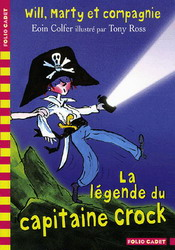 FOLIO CADET
Will, Marty et compagnie
Eoin Colfer illustré par Tony Ross
La
légende du
capitaine Crock
FOLIO CADET